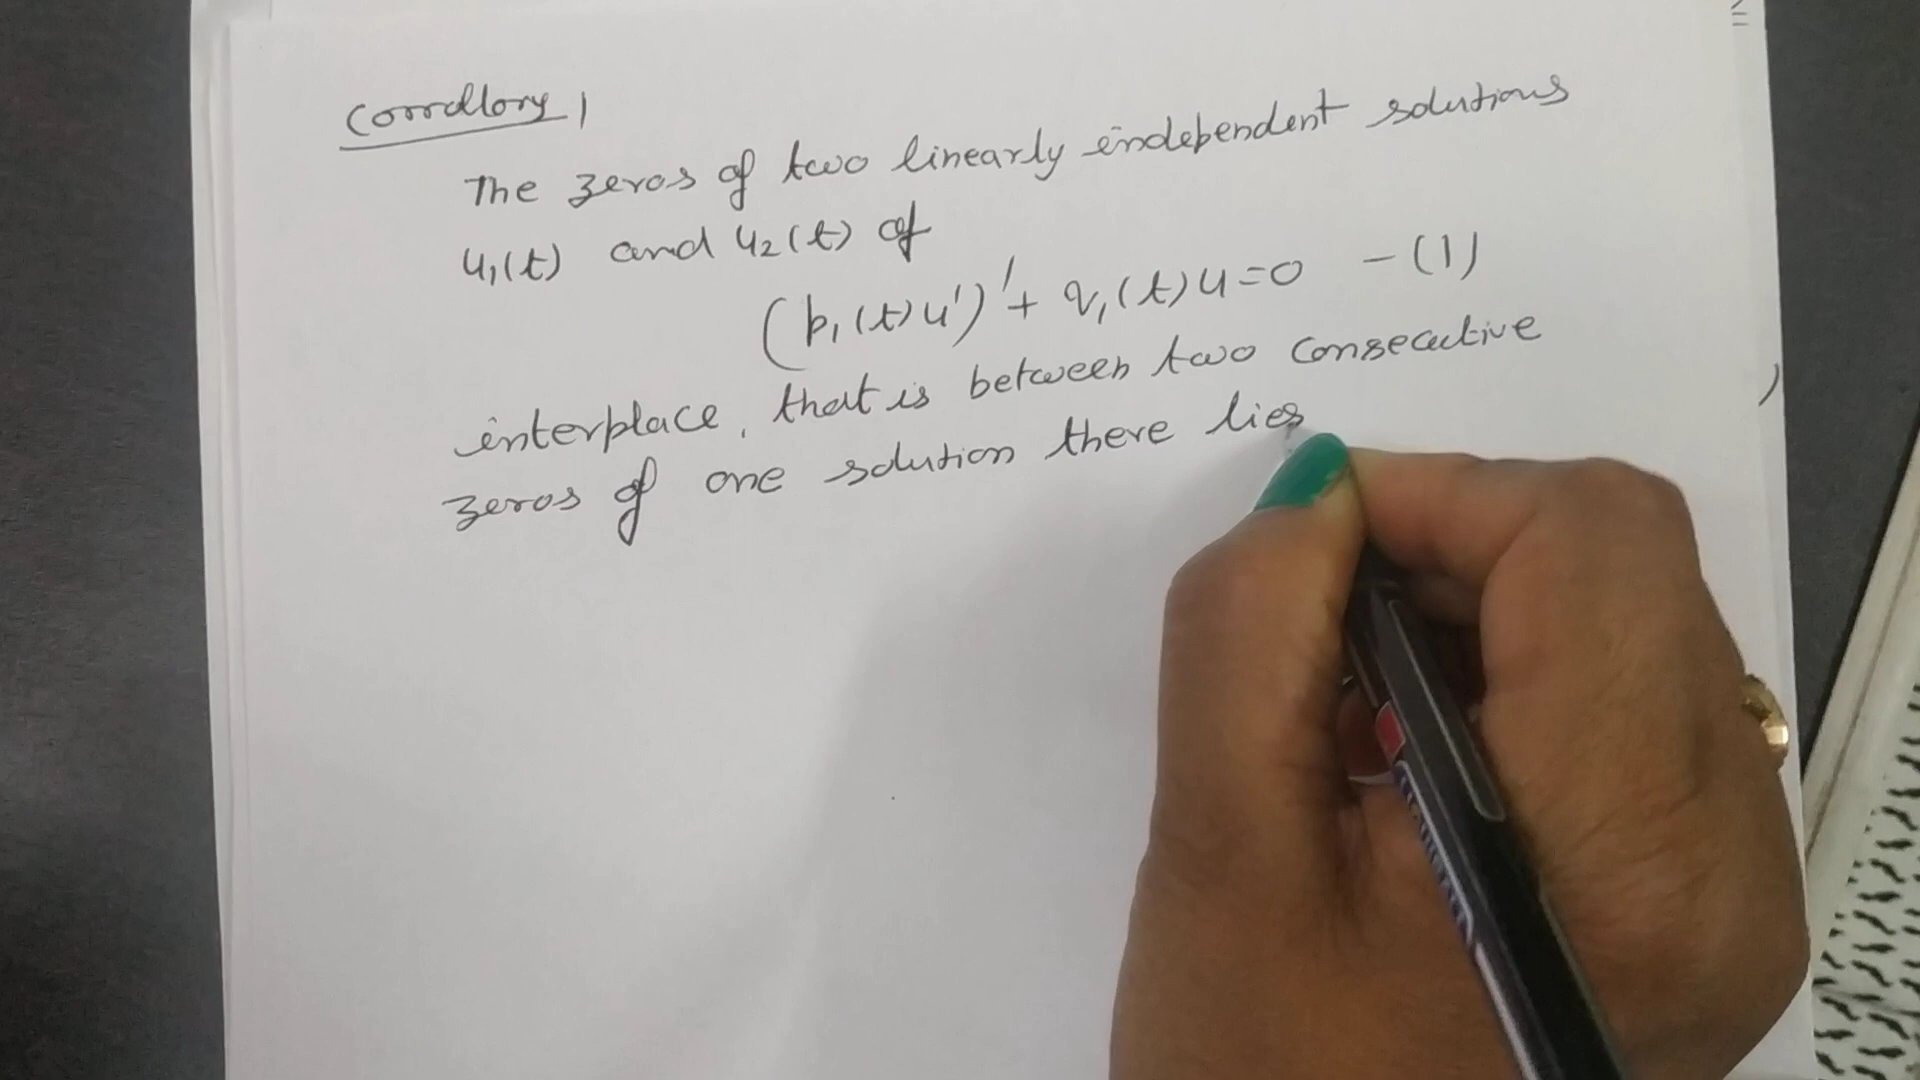 Corrollory 1
The zeros of two linearly independent solutions
u₁(t) and u₂(t) of
(p₁(t)u')' + q₁(t)u=0 -(1)
interplace, that is between two consecutive
zeros of one solution there lies